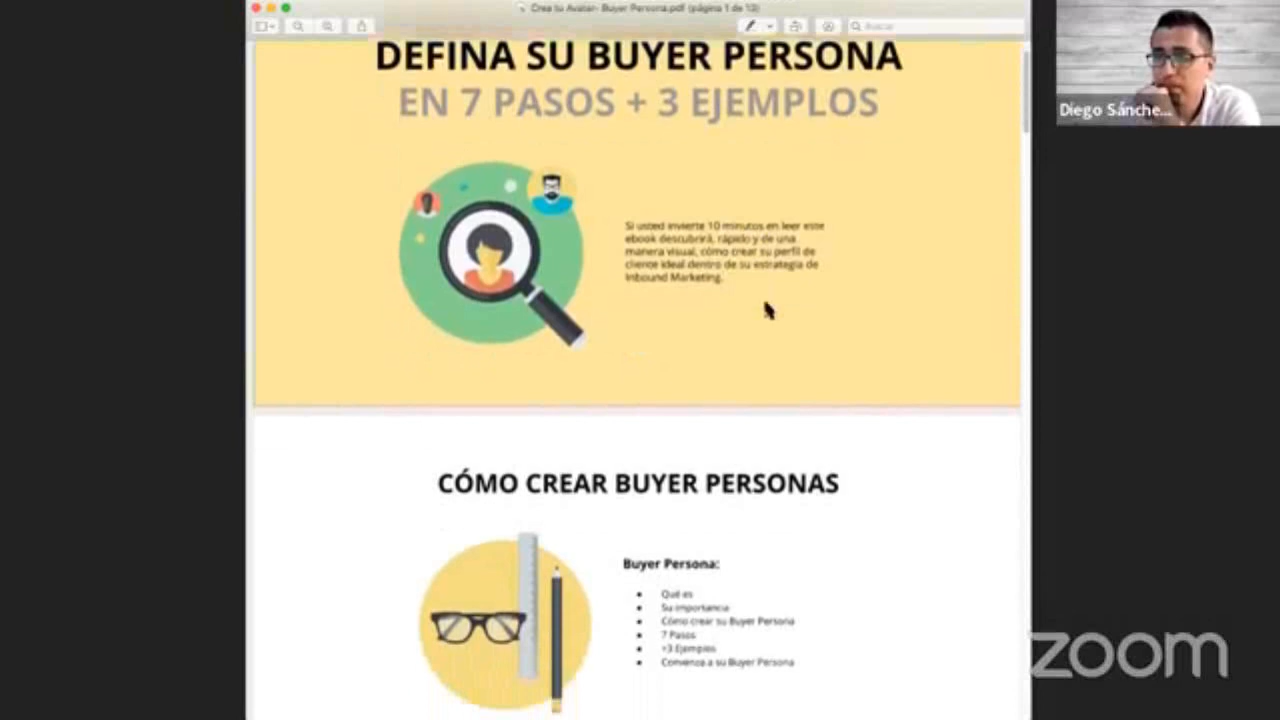 Crea tu Avatar- Buyer Persona.pdf (página 1 de 13)
Buscar
DEFINA SU BUYER PERSONA
EN 7 PASOS + 3 EJEMPLOS
Diego Sánche...
Si usted invierte 10 minutos en leer este
ebook descubrirá, rápido y de una
manera visual, cómo crear su perfil de
cliente ideal dentro de su estrategia de
Inbound Marketing.
CÓMO CREAR BUYER PERSONAS
Buyer Persona:
Qué es
Su importancia
Cómo crear su Buyer Persona
7 Pasos
+3 Ejemplos
Convenza a su Buyer Persona
zoom